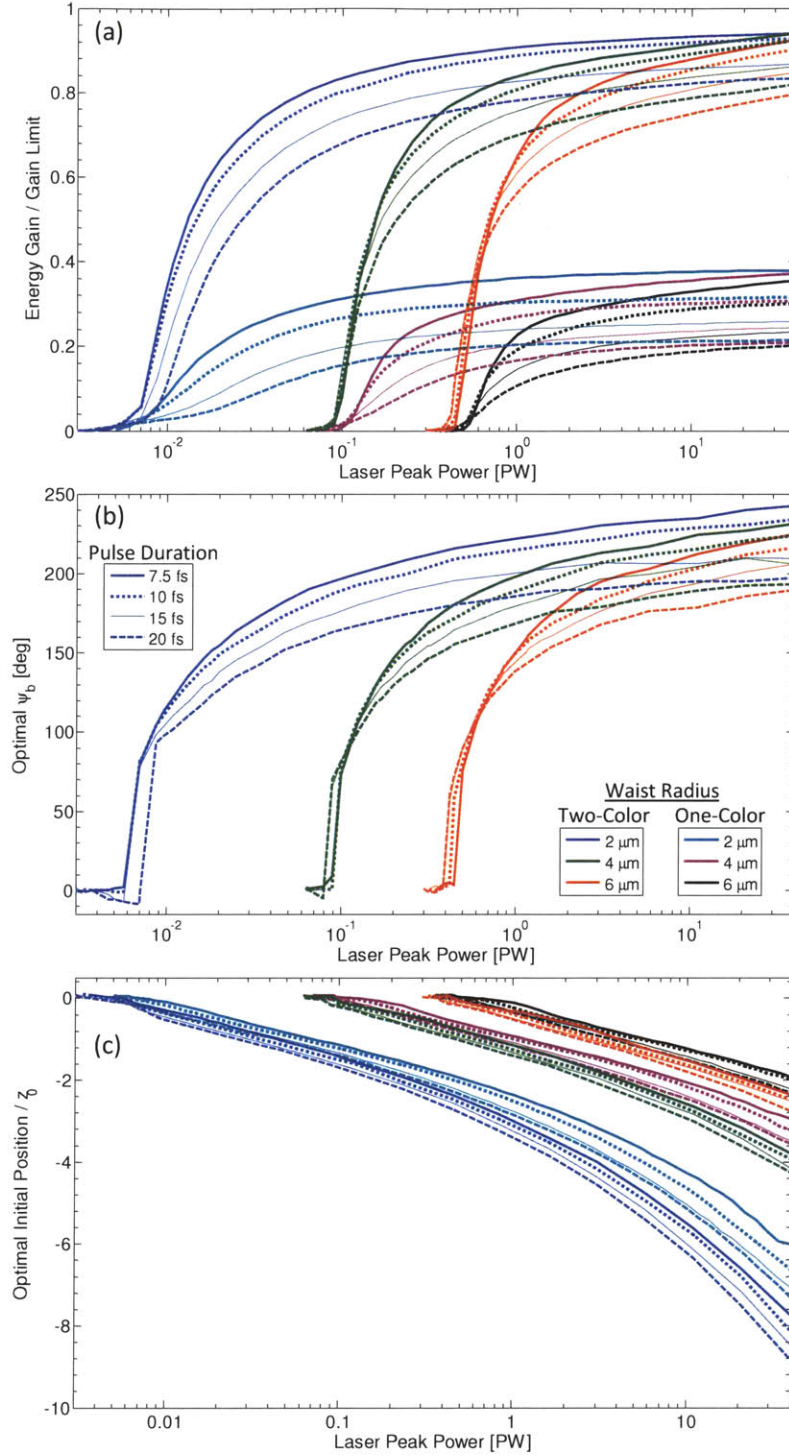 (a)
Energy Gain / Gain Limit
1
0.8
0.6
0.4
0.2
0
10⁻² 10⁻¹ 10⁰ 10¹
Laser Peak Power [PW]
(b)
Optimal ψ_b [deg]
250
200
150
100
50
0
Pulse Duration
7.5 fs
10 fs
15 fs
20 fs
Waist Radius
Two-Color One-Color
2 μm 2 μm
4 μm 4 μm
6 μm 6 μm
10⁻² 10⁻¹ 10⁰ 10¹
Laser Peak Power [PW]
(c)
Optimal Initial Position / z₀
0
-2
-4
-6
-8
-10
0.01 0.1 1 10
Laser Peak Power [PW]